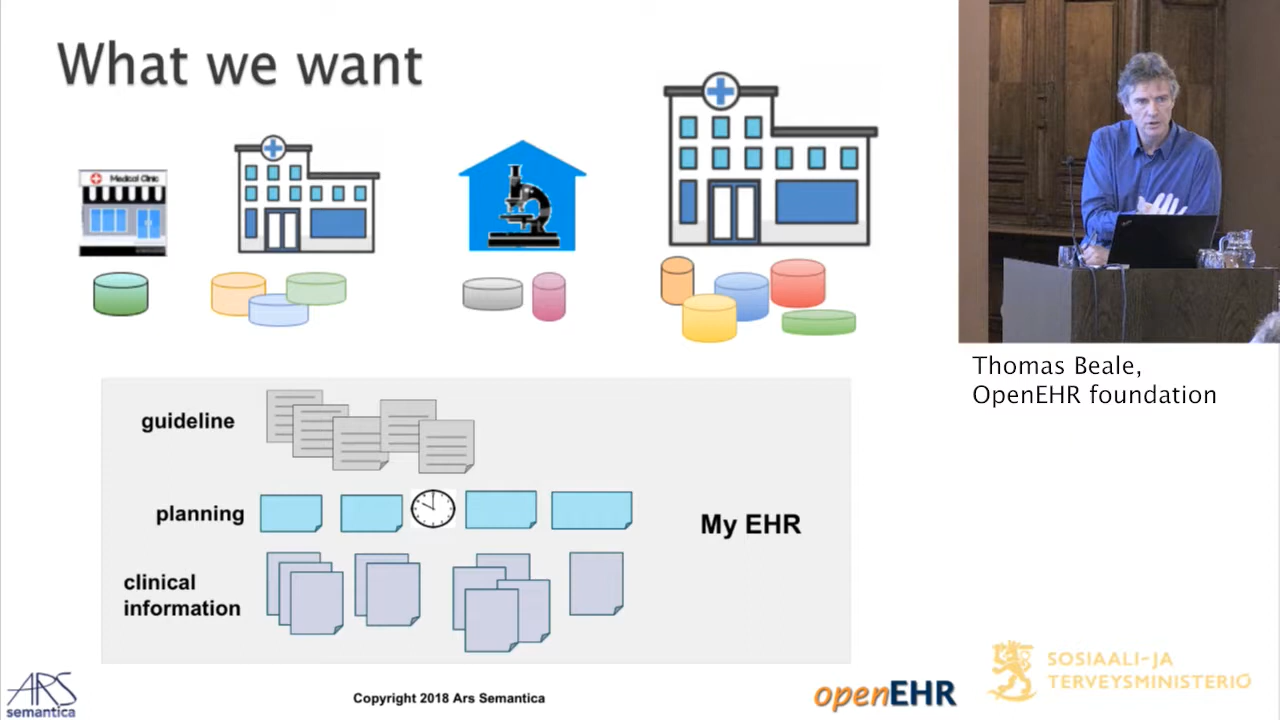 What we want
Medical Clinic
guideline
planning
clinical
information
My EHR
Thomas Beale,
OpenEHR foundation
ARS
semantica
Copyright 2018 Ars Semantica
openEHR
SOSIAALI- JA
TERVEYSMINISTERIÖ